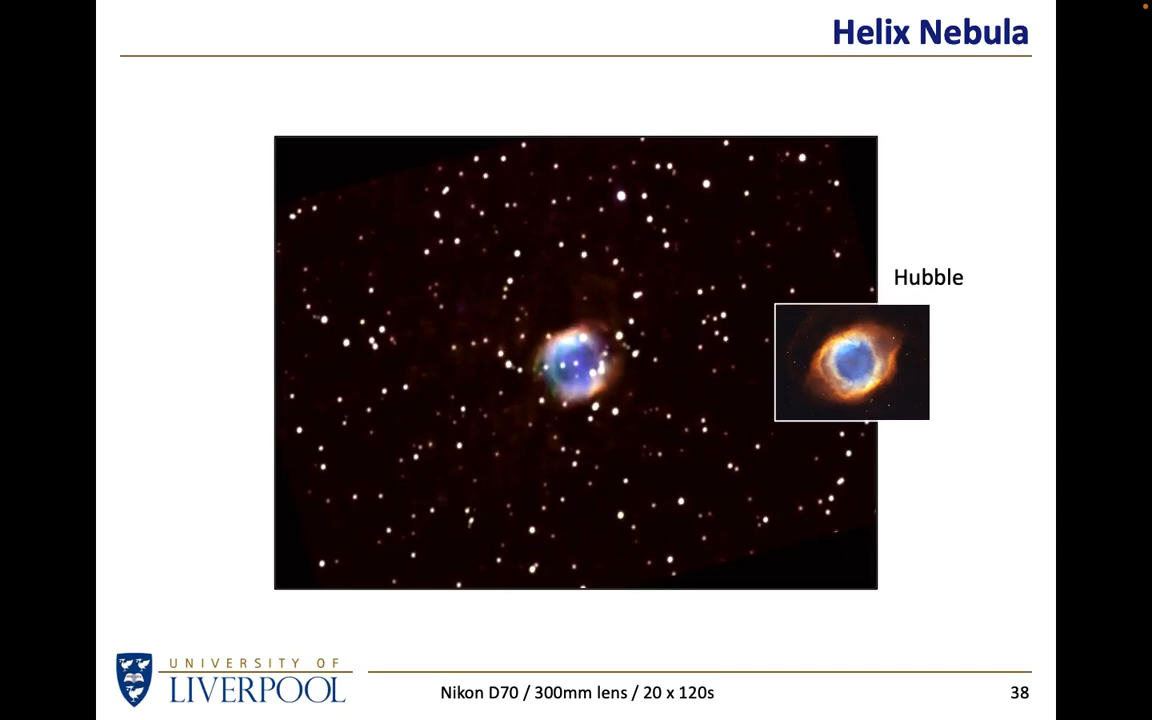 Helix Nebula
Hubble
UNIVERSITY OF
LIVERPOOL
Nikon D70 / 300mm lens / 20 x 120s
38